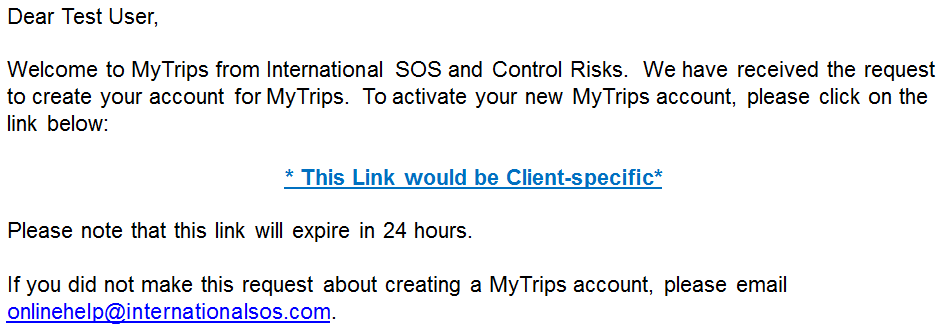 Dear Test User,
Welcome to MyTrips from International SOS and Control Risks. We have received the request
to create your account for MyTrips. To activate your new MyTrips account, please click on the
link below:
* This Link would be Client-specific*
Please note that this link will expire in 24 hours.
If you did not make this request about creating a MyTrips account, please email
onlinehelp@internationalsos.com.